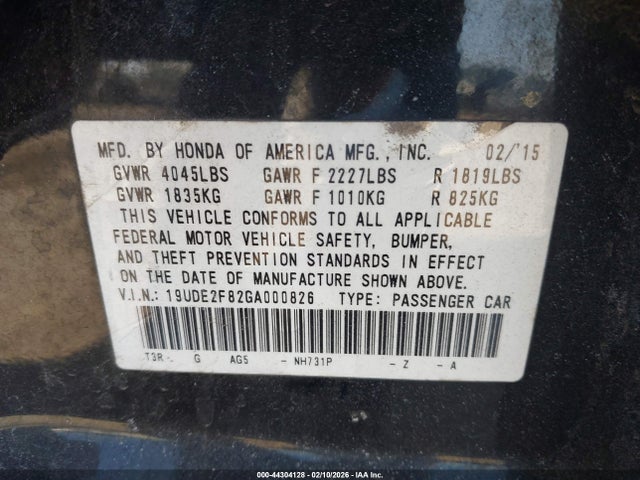 MFD. BY HONDA OF AMERICA MFG., INC. 02/'15
GVWR 4045LBS GAWR F 2227LBS R 1819LBS
GVWR 1835KG GAWR F 1010KG R 825KG
THIS VEHICLE CONFORMS TO ALL APPLICABLE
FEDERAL MOTOR VEHICLE SAFETY, BUMPER,
AND THEFT PREVENTION STANDARDS IN EFFECT
ON THE DATE OF MANUFACTURE SHOWN ABOVE.
V.I.N.: 19UDE2F82GA000826 TYPE: PASSENGER CAR
T3R - G AG5 - NH731P - Z - A
000-44304128 - 02/10/2026 - IAA Inc.